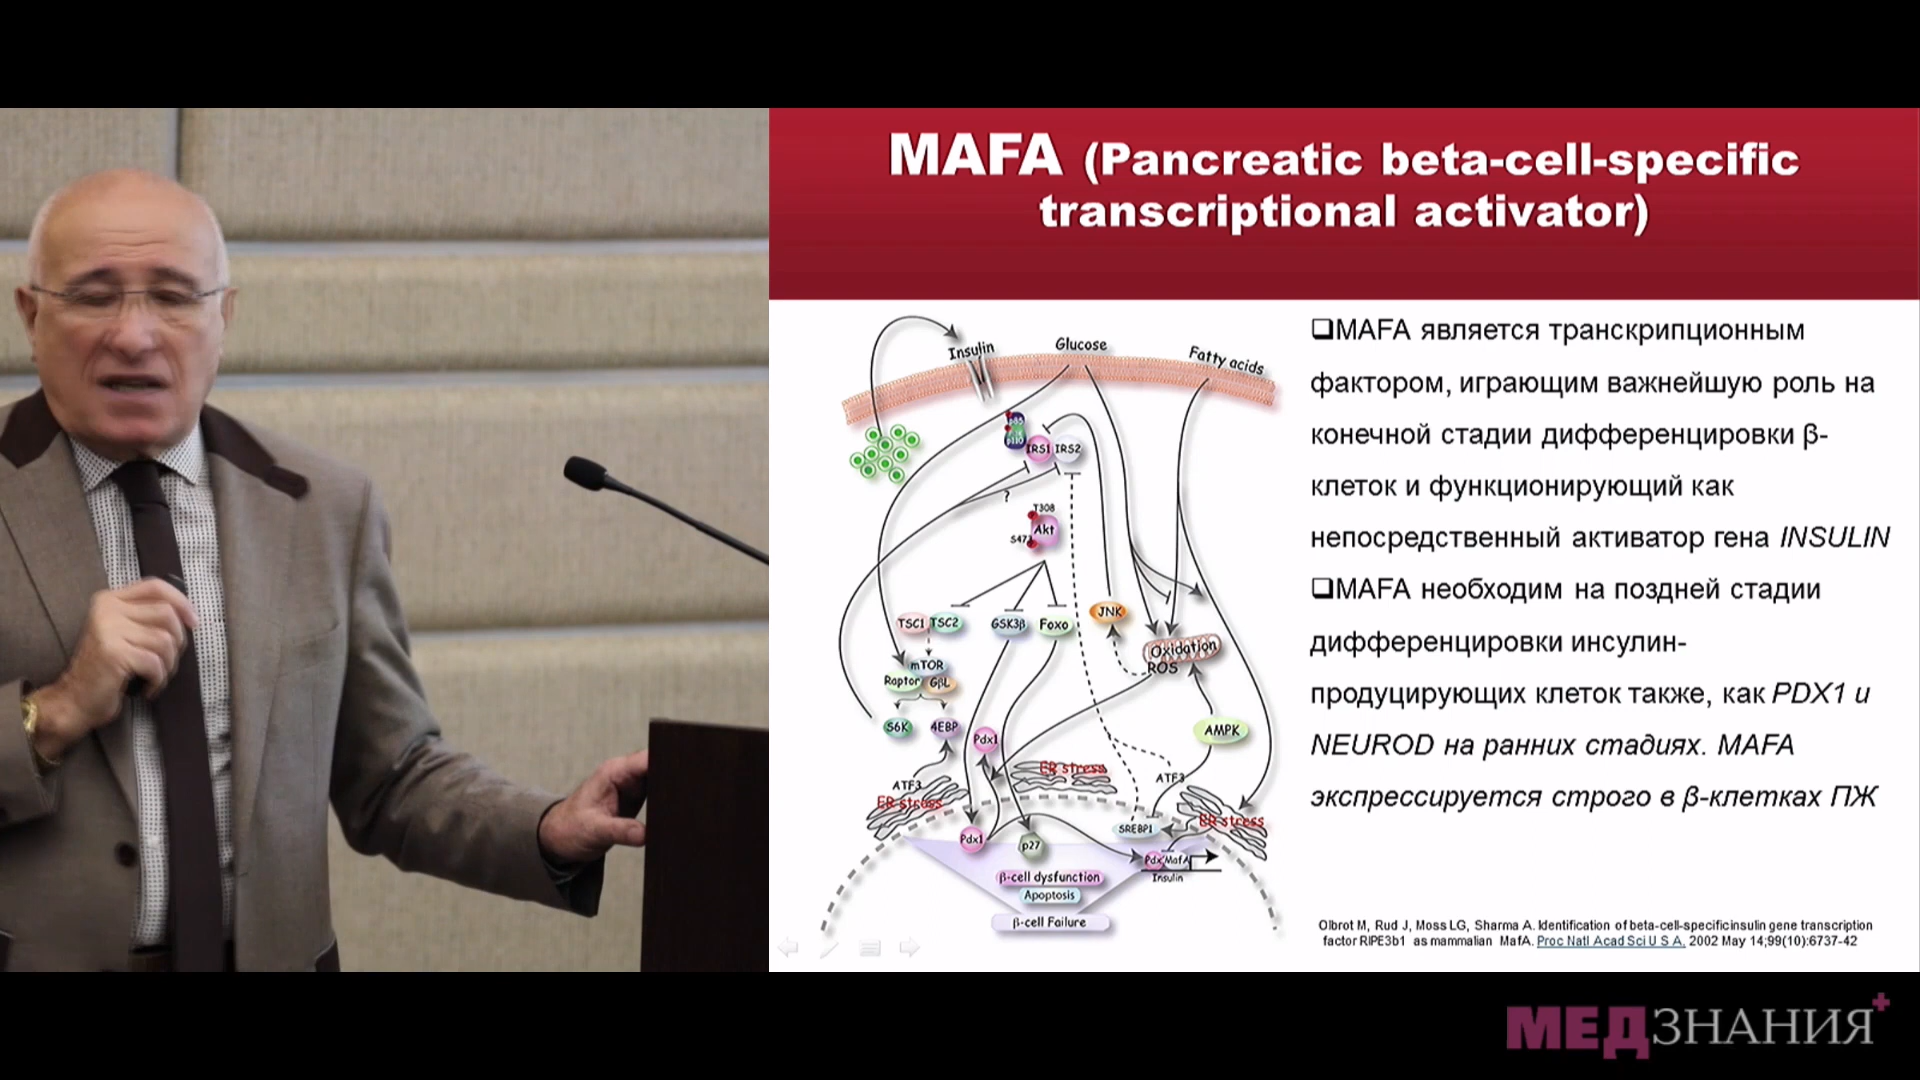 MAFA (Pancreatic beta-cell-specific
transcriptional activator)
Insulin
Glucose
Fatty acids
p85
p110
IRS1 IRS2
?
T308
Akt
S473
TSC1 TSC2
GSK3β
Foxo
JNK
Oxidation
ROS
mTOR
Raptor GβL
S6K
4EBP
Pdx1
AMPK
ER stress
ATF3
ATF3
ER stress
ER stress
SREBP1
Pdx1
p27
Pdx MafA
Insulin
β-cell dysfunction
Apoptosis
β-cell Failure
❑MAFA является транскрипционным
фактором, играющим важнейшую роль на
конечной стадии дифференцировки β-
клеток и функционирующий как
непосредственный активатор гена INSULIN
❑MAFA необходим на поздней стадии
дифференцировки инсулин-
продуцирующих клеток также, как PDX1 и
NEUROD на ранних стадиях. MAFA
экспрессируется строго в β-клетках ПЖ
Olbrot M, Rud J, Moss LG, Sharma A. Identification of beta-cell-specific insulin gene transcription
factor RIPE3b1 as mammalian MafA. Proc Natl Acad Sci U S A. 2002 May 14;99(10):6737-42
МЕДЗНАНИЯ+